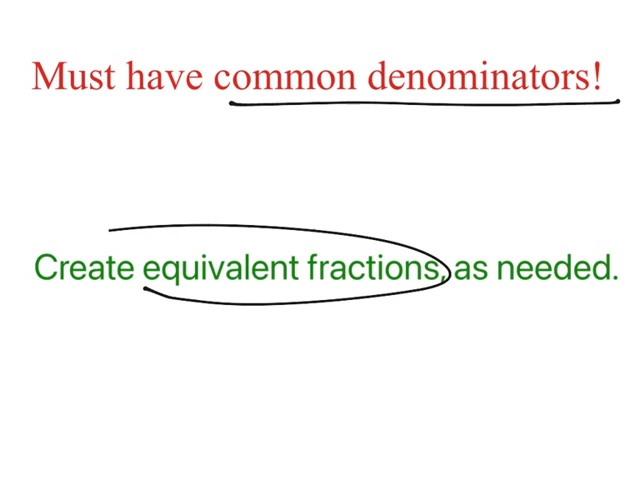 Must have common denominators!
Create equivalent fractions, as needed.